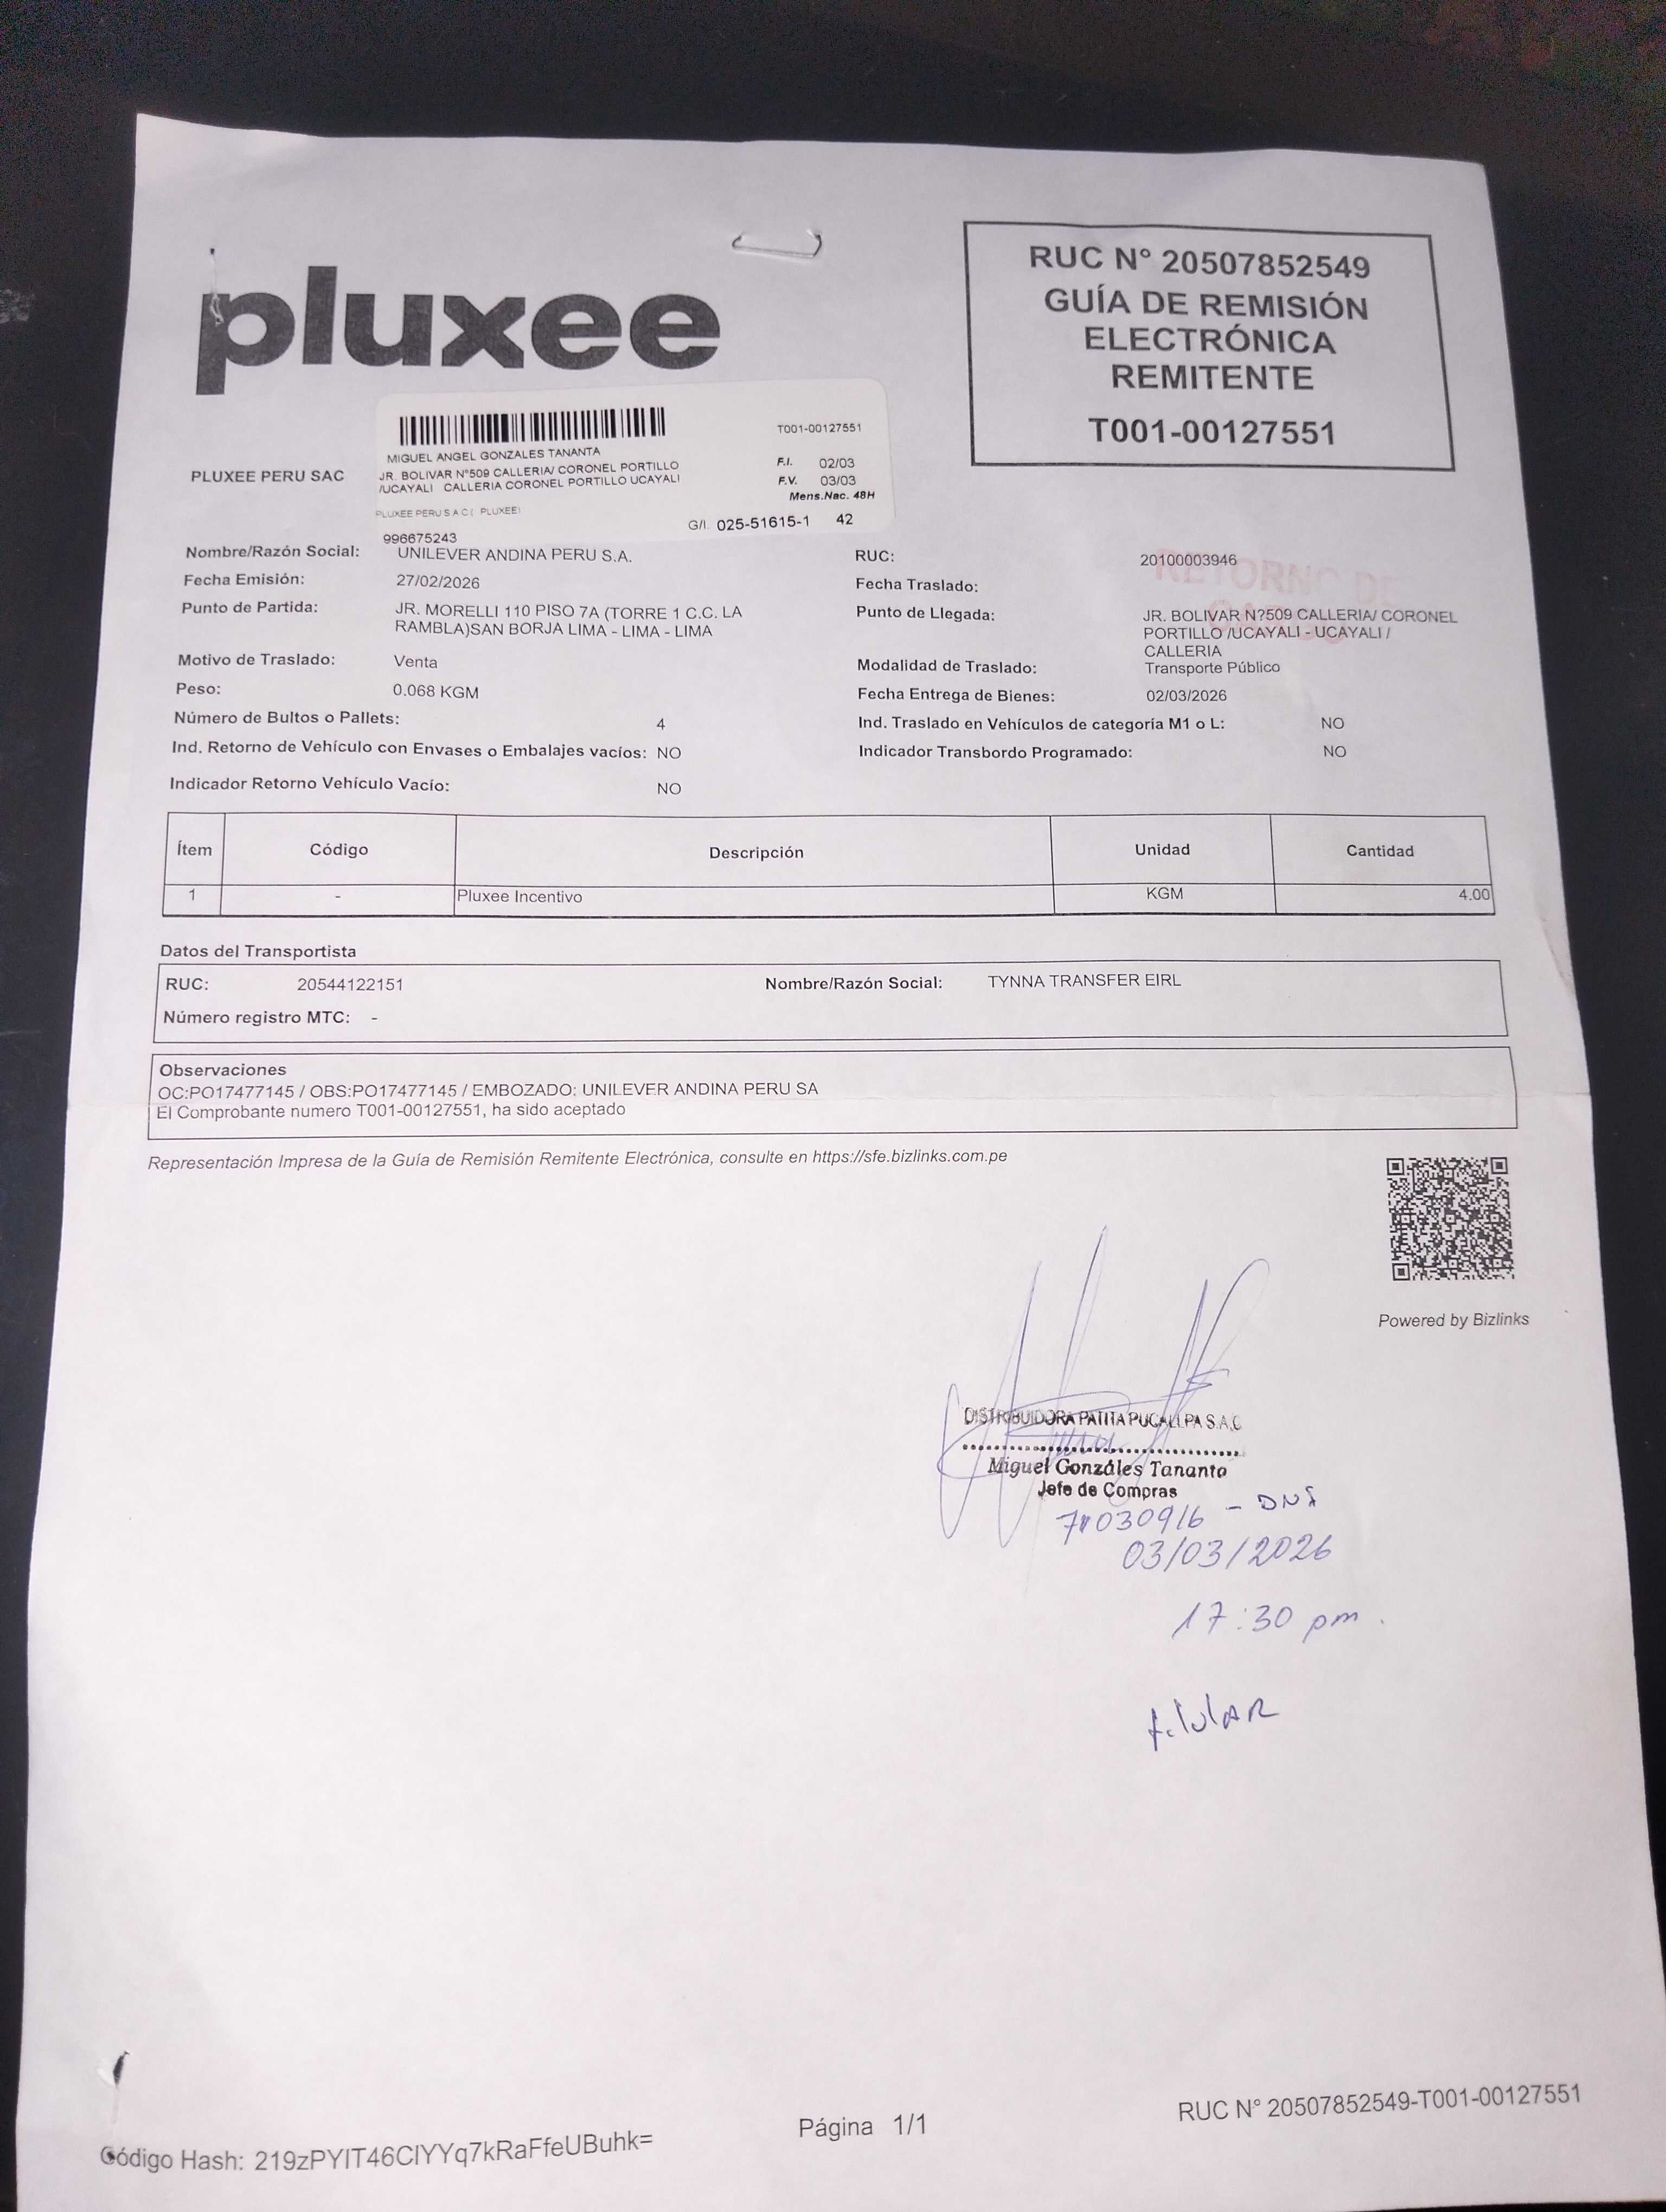 pluxee
RUC N° 20507852549
GUÍA DE REMISIÓN
ELECTRÓNICA
REMITENTE
T001-00127551
PLUXEE PERU SAC
T001-00127551
MIGUEL ANGEL GONZALES TANANTA
JR. BOLIVAR N°509 CALLERIA/ CORONEL PORTILLO
/UCAYALI CALLERIA CORONEL PORTILLO UCAYALI
F.I. 02/03
F.V. 03/03
Mens.Nac. 48H
PLUXEE PERU S A C ( PLUXEE)
G/I. 025-51615-1 42
996675243
Nombre/Razón Social: UNILEVER ANDINA PERU S.A.
RUC: 20100003946
RETORNO DE
Fecha Emisión: 27/02/2026
Fecha Traslado:
Punto de Partida: JR. MORELLI 110 PISO 7A (TORRE 1 C.C. LA
RAMBLA)SAN BORJA LIMA - LIMA - LIMA
Punto de Llegada: JR. BOLIVAR N?509 CALLERIA/ CORONEL
PORTILLO /UCAYALI - UCAYALI /
CALLERIA
Motivo de Traslado: Venta
Modalidad de Traslado: Transporte Público
Peso: 0.068 KGM
Fecha Entrega de Bienes: 02/03/2026
Número de Bultos o Pallets: 4
Ind. Traslado en Vehículos de categoría M1 o L: NO
Ind. Retorno de Vehículo con Envases o Embalajes vacíos: NO
Indicador Transbordo Programado: NO
Indicador Retorno Vehículo Vacío: NO
Ítem Código Descripción Unidad Cantidad
1 - Pluxee Incentivo KGM 4.00
Datos del Transportista
RUC: 20544122151 Nombre/Razón Social: TYNNA TRANSFER EIRL
Número registro MTC: -
Observaciones
OC:PO17477145 / OBS:PO17477145 / EMBOZADO: UNILEVER ANDINA PERU SA
El Comprobante numero T001-00127551, ha sido aceptado
Representación Impresa de la Guía de Remisión Remitente Electrónica, consulte en https://sfe.bizlinks.com.pe
Powered by Bizlinks
DISTRIBUIDORA PATITA PUCALLPA S.A.C
Miguel Gonzáles Tananta
Jefe de Compras
- DNI
03/03/2026
17:30 pm.
Código Hash: 219zPYIT46CIYYq7kRaFfeUBuhk=
Página 1/1
RUC N° 20507852549-T001-00127551